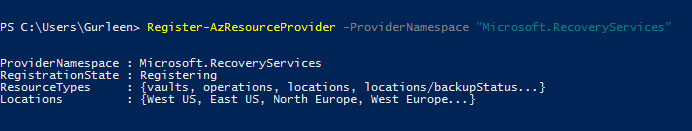 PS C:\Users\Gurleen> Register-AzResourceProvider -ProviderNamespace "Microsoft.RecoveryServices"
ProviderNamespace : Microsoft.RecoveryServices
RegistrationState : Registering
ResourceTypes     : {vaults, operations, locations, locations/backupStatus...}
Locations         : {West US, East US, North Europe, West Europe...}